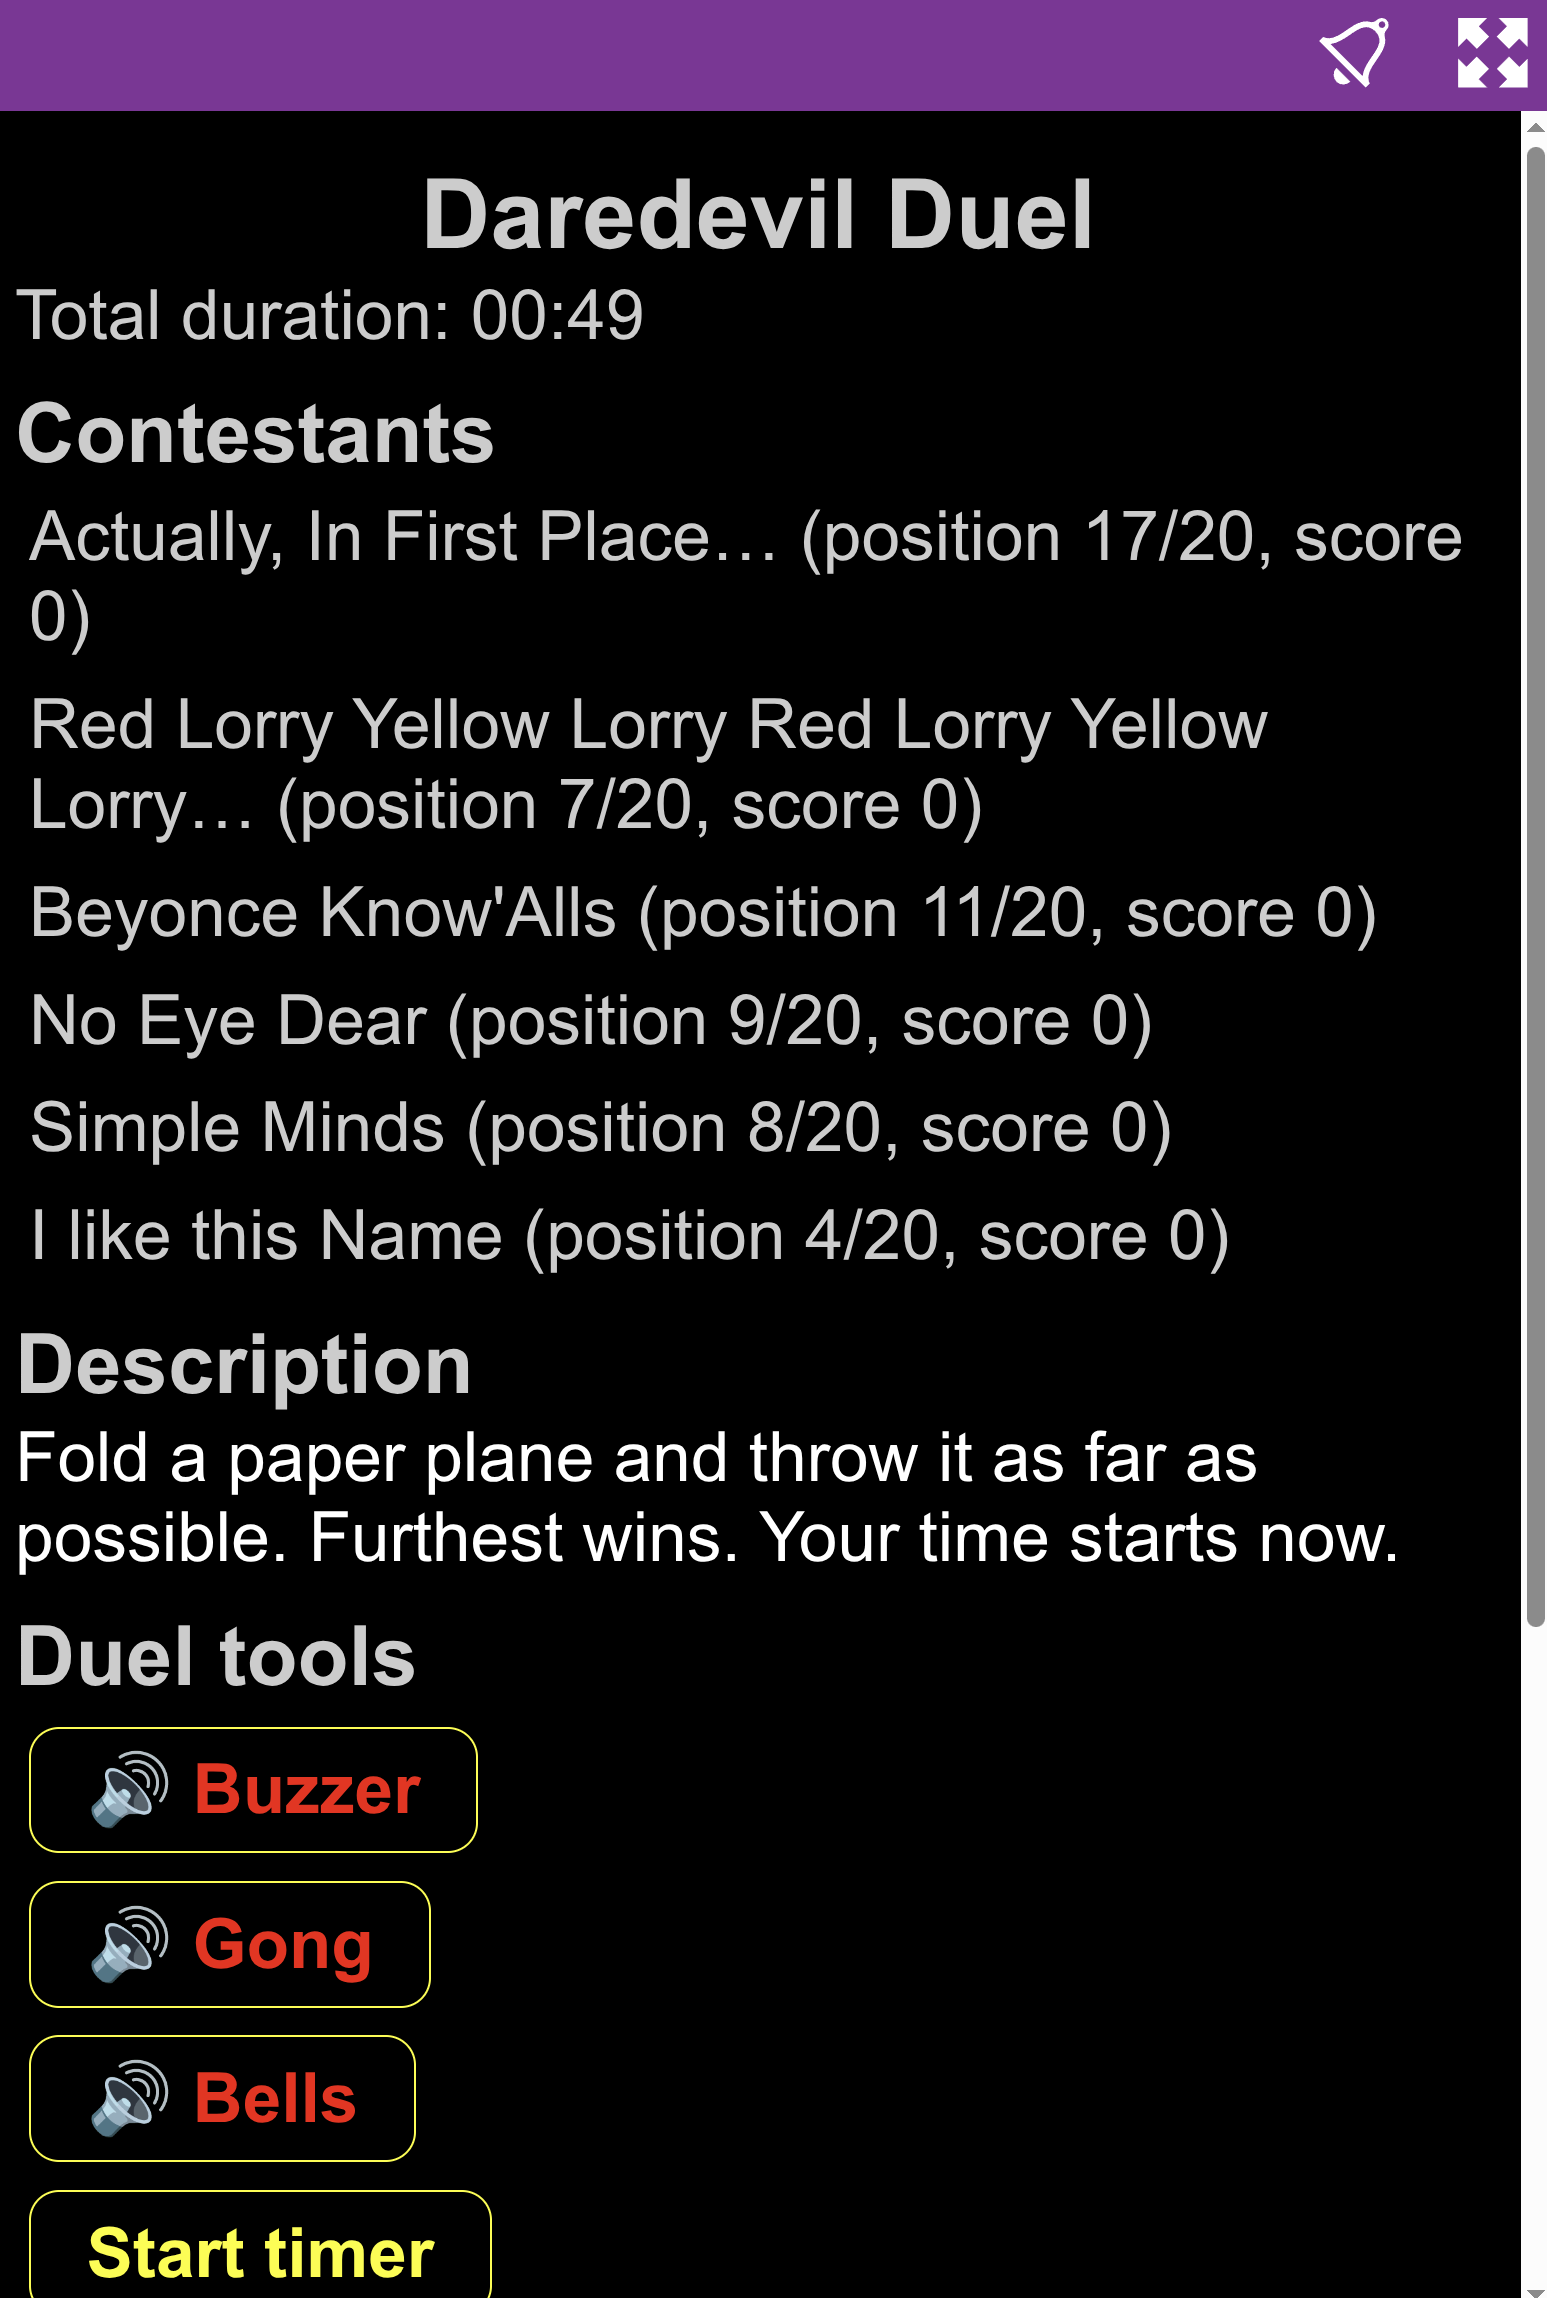 Daredevil Duel
Total duration: 00:49
Contestants
Actually, In First Place… (position 17/20, score
0)
Red Lorry Yellow Lorry Red Lorry Yellow
Lorry… (position 7/20, score 0)
Beyonce Know'Alls (position 11/20, score 0)
No Eye Dear (position 9/20, score 0)
Simple Minds (position 8/20, score 0)
I like this Name (position 4/20, score 0)
Description
Fold a paper plane and throw it as far as
possible. Furthest wins. Your time starts now.
Duel tools
Buzzer
Gong
Bells
Start timer